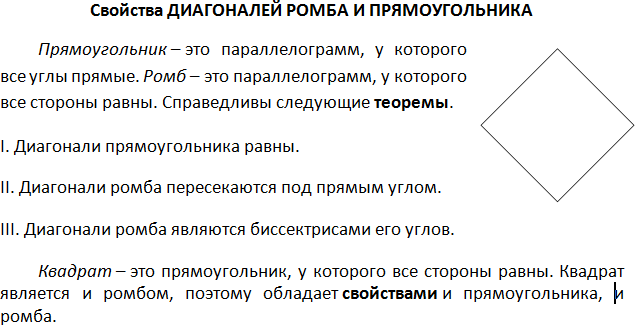 Свойства ДИАГОНАЛЕЙ РОМБА И ПРЯМОУГОЛЬНИКА
Прямоугольник – это параллелограмм, у которого
все углы прямые. Ромб – это параллелограмм, у которого
все стороны равны. Справедливы следующие теоремы.
I. Диагонали прямоугольника равны.
II. Диагонали ромба пересекаются под прямым углом.
III. Диагонали ромба являются биссектрисами его углов.
Квадрат – это прямоугольник, у которого все стороны равны. Квадрат
является и ромбом, поэтому обладает свойствами и прямоугольника, и
ромба.